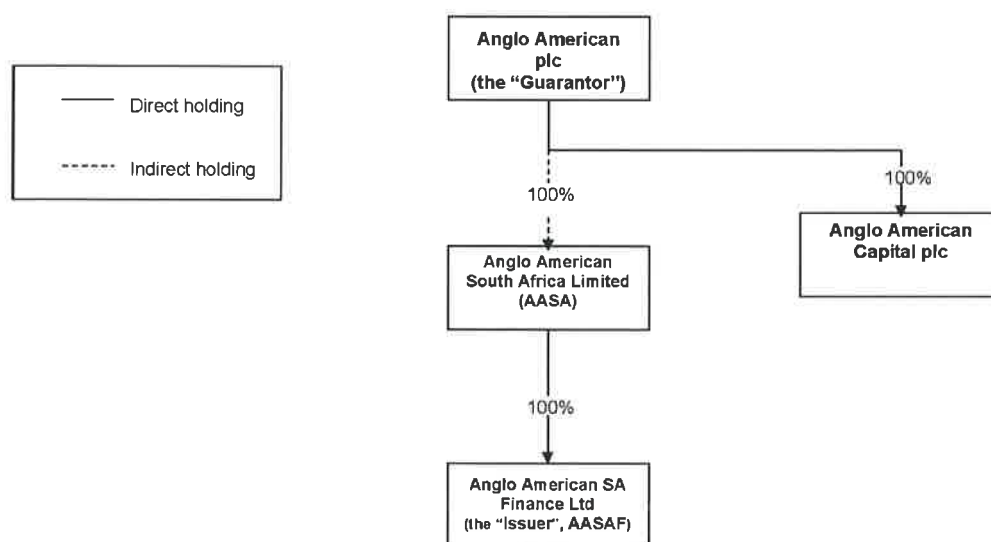 Anglo American
plc
(the “Guarantor”)
Direct holding
Indirect holding
100%
100%
Anglo American
Capital plc
Anglo American
South Africa Limited
(AASA)
100%
Anglo American SA
Finance Ltd
(the “Issuer”, AASAF)